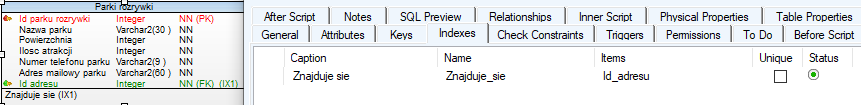 Parki rozrywki
Id parku rozrywki Integer NN (PK)
Nazwa parku Varchar2(30 ) NN
Powierzchnia Integer NN
Ilosc atrakcji Integer NN
Numer telefonu parku Varchar2(9 ) NN
Adres mailowy parku Varchar2(60 ) NN
Id adresu Integer NN (FK) (IX1)
Znajduje sie (IX1)
After Script Notes SQL Preview Relationships Inner Script Physical Properties Table Properties
General Attributes Keys Indexes Check Constraints Triggers Permissions To Do Before Script
Caption Name Items Unique Status
Znajduje sie Znajduje_sie Id_adresu